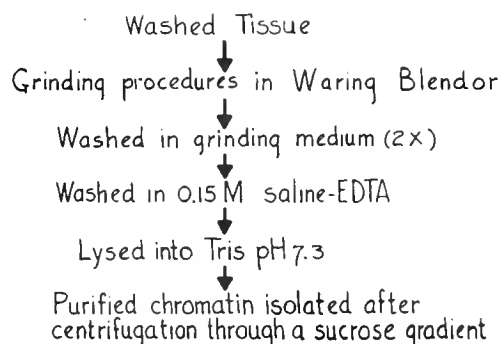 Washed Tissue
Grinding procedures in Waring Blendor
Washed in grinding medium (2x)
Washed in 0.15 M saline-EDTA
Lysed into Tris pH 7.3
Purified chromatin isolated after
centrifugation through a sucrose gradient